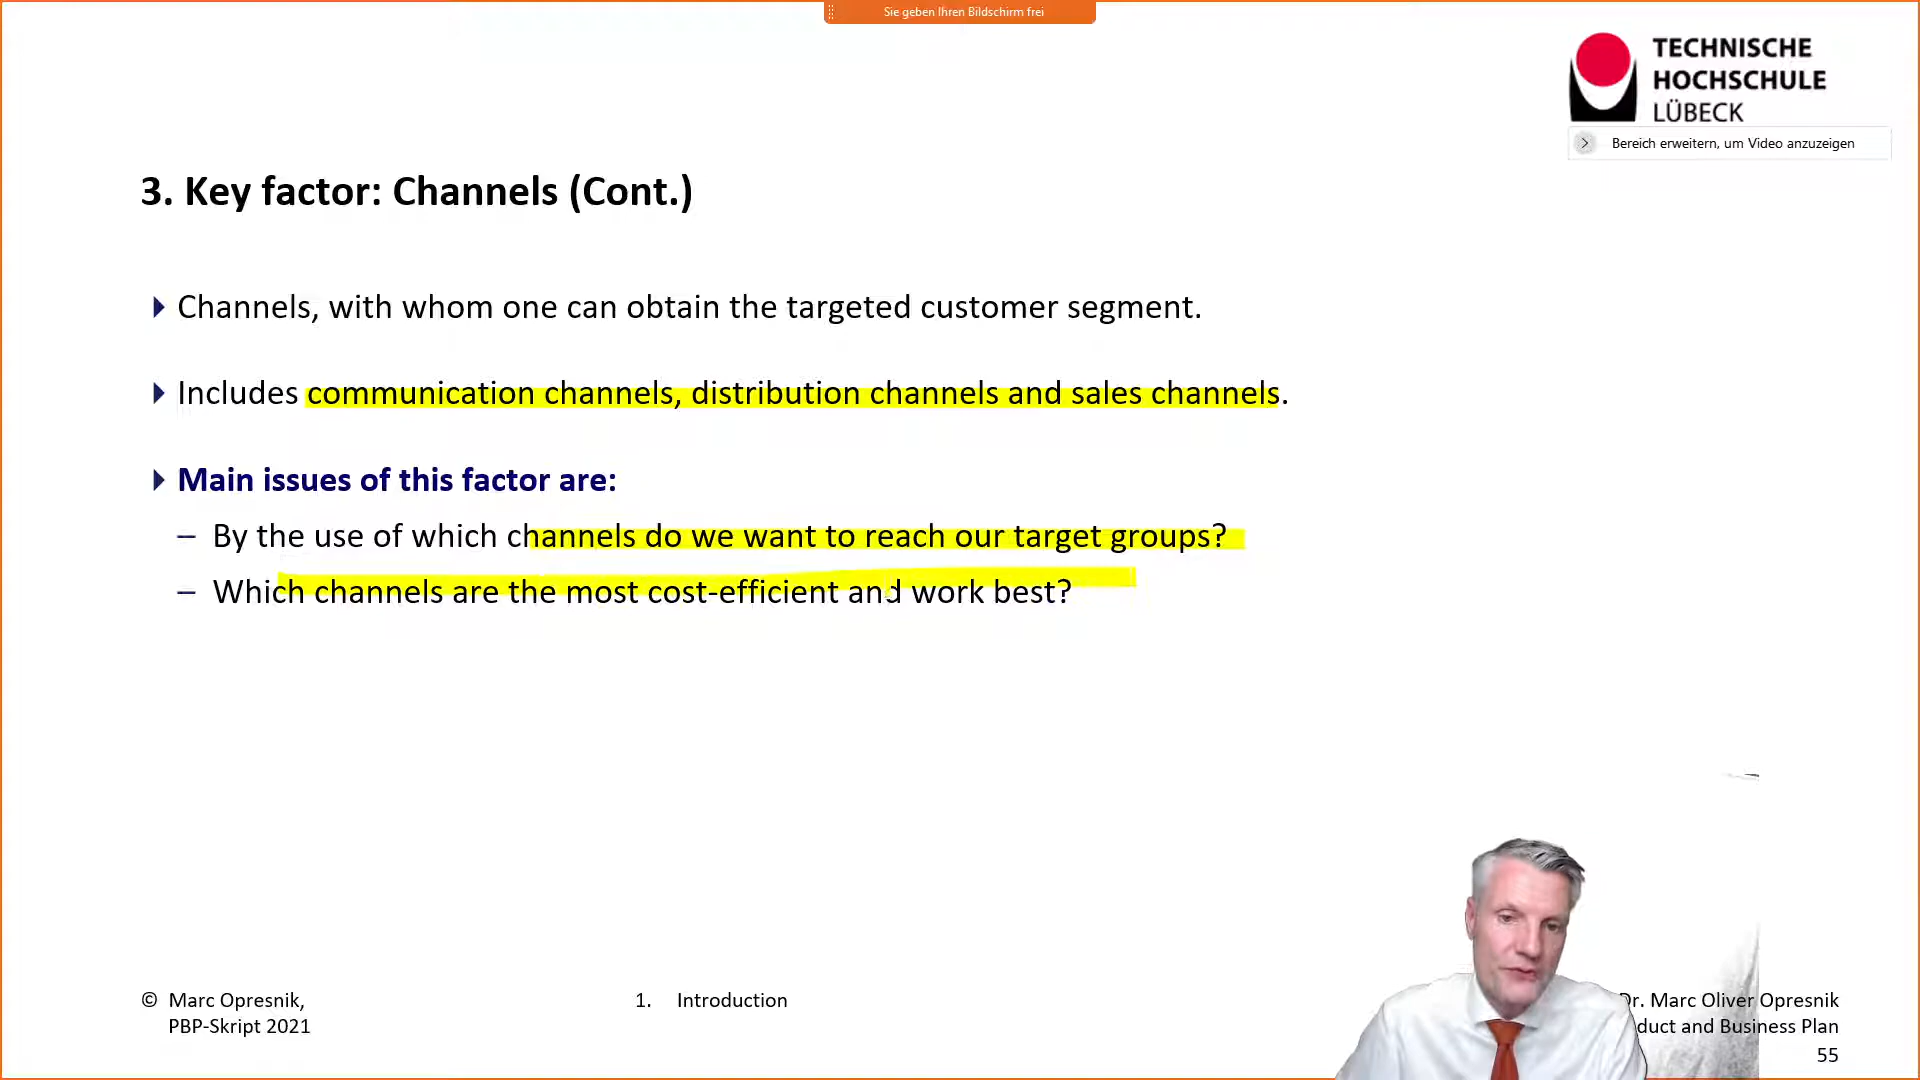 Sie geben Ihren Bildschirm frei
TECHNISCHE
HOCHSCHULE
LÜBECK
Bereich erweitern, um Video anzuzeigen
3. Key factor: Channels (Cont.)
Channels, with whom one can obtain the targeted customer segment.
Includes communication channels, distribution channels and sales channels.
Main issues of this factor are:
– By the use of which channels do we want to reach our target groups?
– Which channels are the most cost-efficient and work best?
© Marc Opresnik,
PBP-Skript 2021
1. Introduction
Dr. Marc Oliver Opresnik
duct and Business Plan
55